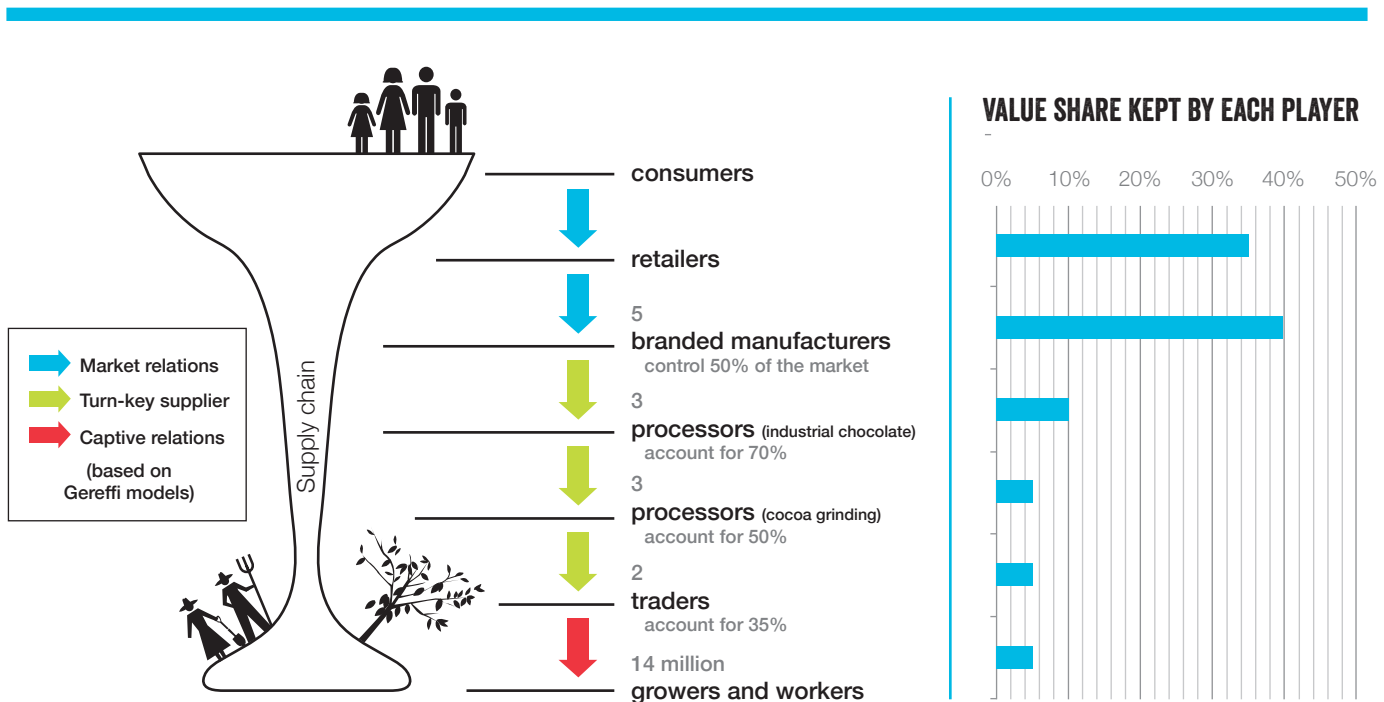 VALUE SHARE KEPT BY EACH PLAYER
–
0% 10% 20% 30% 40% 50%
consumers
retailers
5
branded manufacturers
control 50% of the market
3
processors (industrial chocolate)
account for 70%
3
processors (cocoa grinding)
account for 50%
2
traders
account for 35%
14 million
growers and workers
Supply chain
Market relations
Turn-key supplier
Captive relations
(based on
Gereffi models)